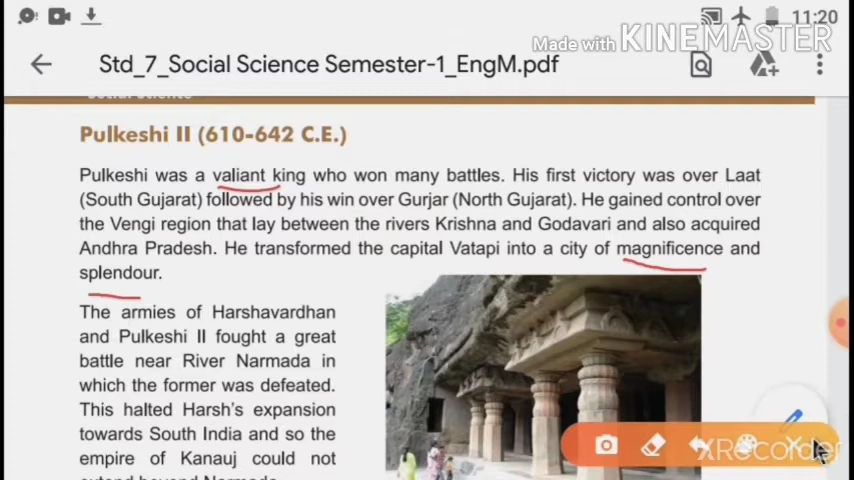 11:20
Made with KINEMASTER
Std_7_Social Science Semester-1_EngM.pdf
Social Science
Pulkeshi II (610-642 C.E.)
Pulkeshi was a valiant king who won many battles. His first victory was over Laat
(South Gujarat) followed by his win over Gurjar (North Gujarat). He gained control over
the Vengi region that lay between the rivers Krishna and Godavari and also acquired
Andhra Pradesh. He transformed the capital Vatapi into a city of magnificence and
splendour.
The armies of Harshavardhan
and Pulkeshi II fought a great
battle near River Narmada in
which the former was defeated.
This halted Harsh's expansion
towards South India and so the
empire of Kanauj could not
extend beyond Narmada.
XRecorder